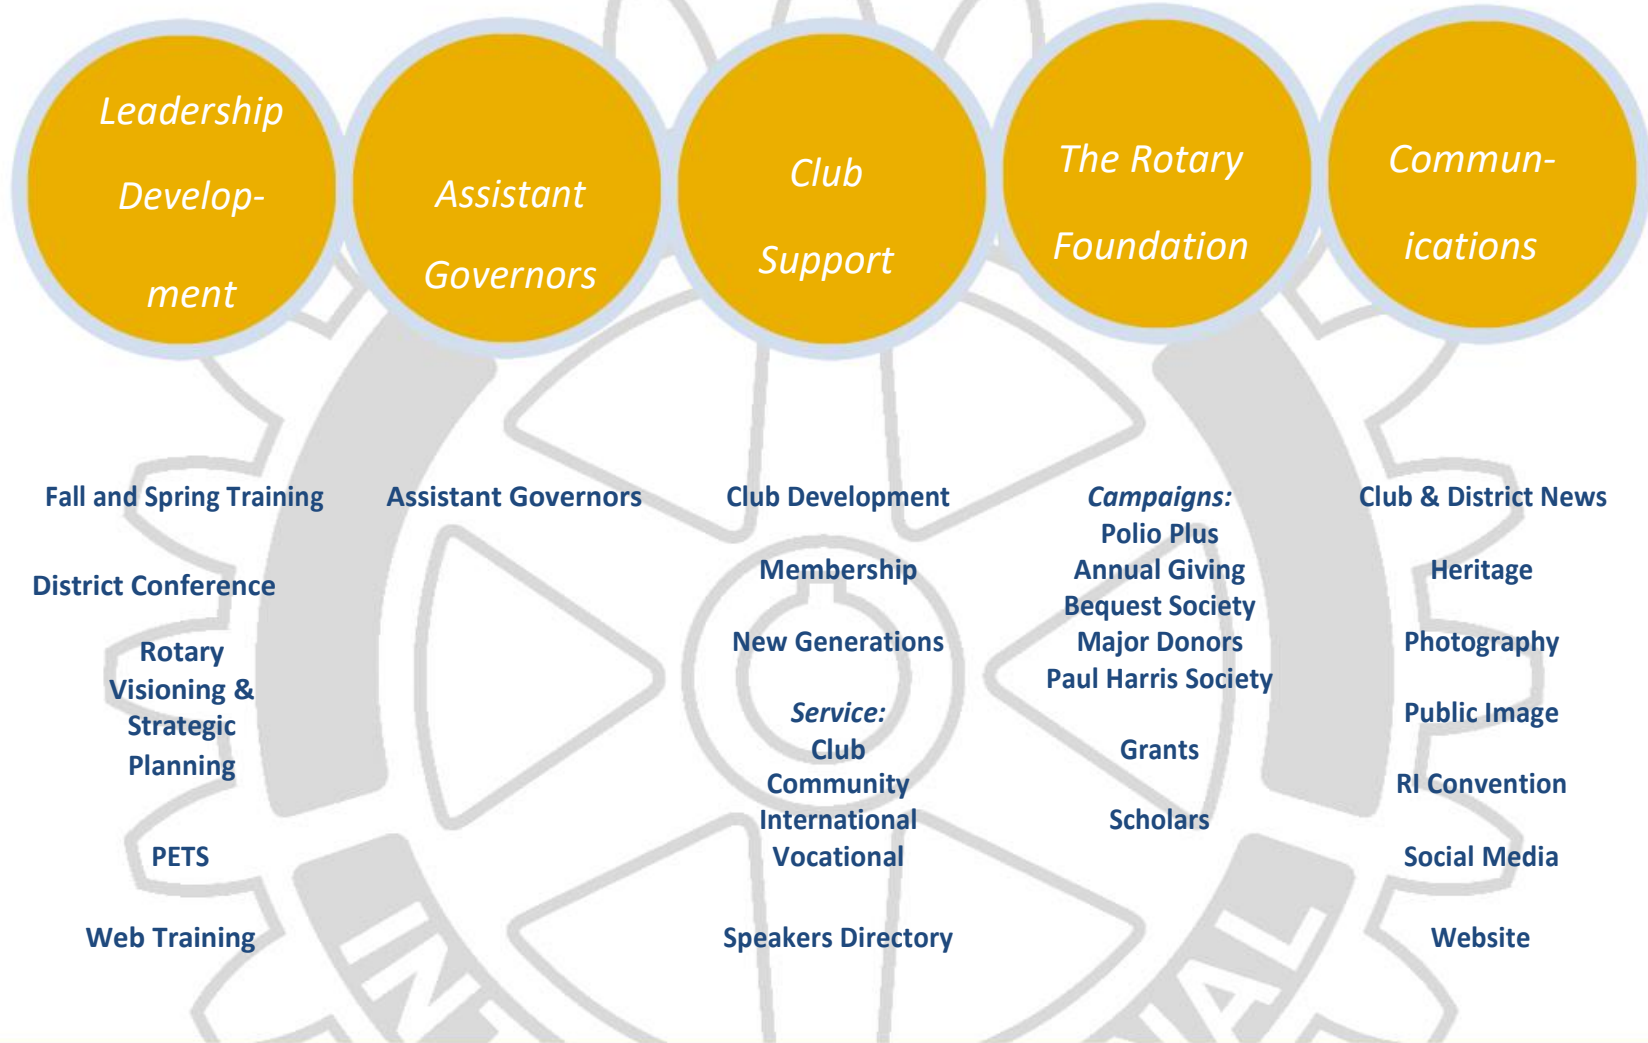 Leadership
Develop-
ment
Assistant
Governors
Club
Support
The Rotary
Foundation
Commun-
ications
Fall and Spring Training
District Conference
Rotary
Visioning &
Strategic
Planning
PETS
Web Training
Assistant Governors
Club Development
Membership
New Generations
Service:
Club
Community
International
Vocational
Speakers Directory
Campaigns:
Polio Plus
Annual Giving
Bequest Society
Major Donors
Paul Harris Society
Grants
Scholars
Club & District News
Heritage
Photography
Public Image
RI Convention
Social Media
Website